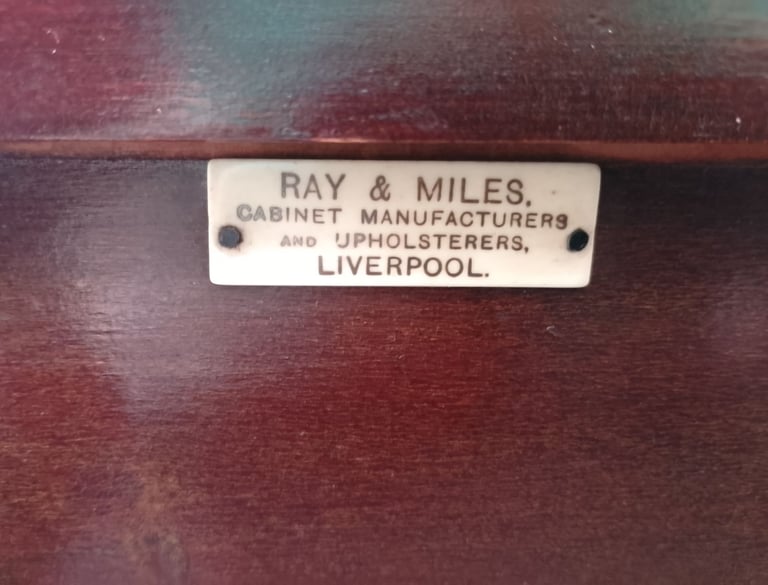 RAY & MILES.
CABINET MANUFACTURERS
AND UPHOLSTERERS,
LIVERPOOL.